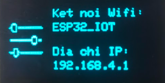 Ket noi Wifi:
ESP32_IOT
Dia chi IP:
192.168.4.1